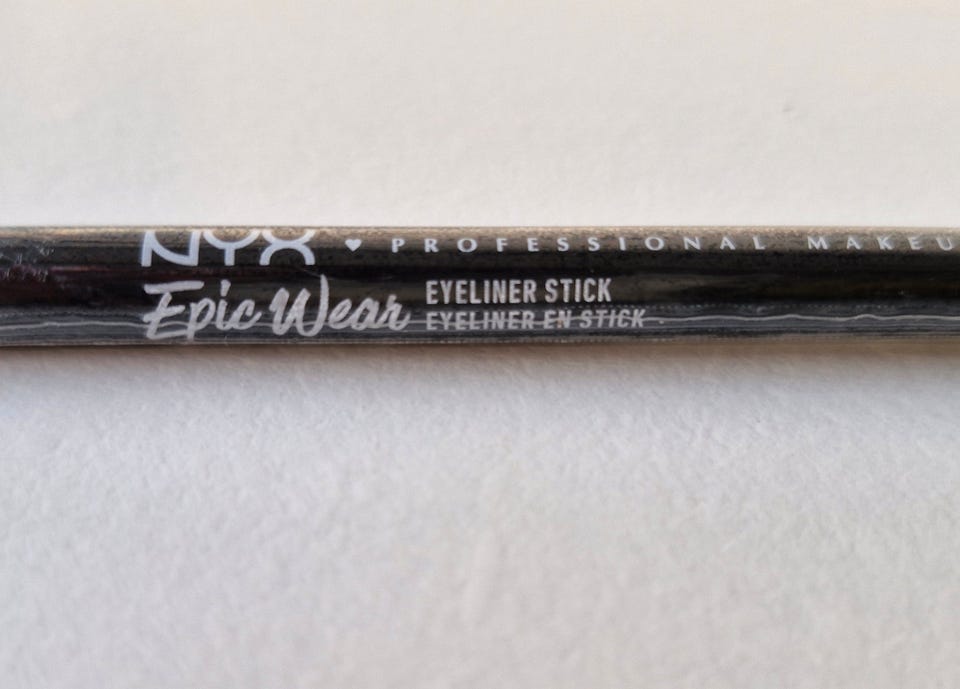 NYX ♥ PROFESSIONAL MAKEU
Epic Wear EYELINER STICK
EYELINER EN STICK